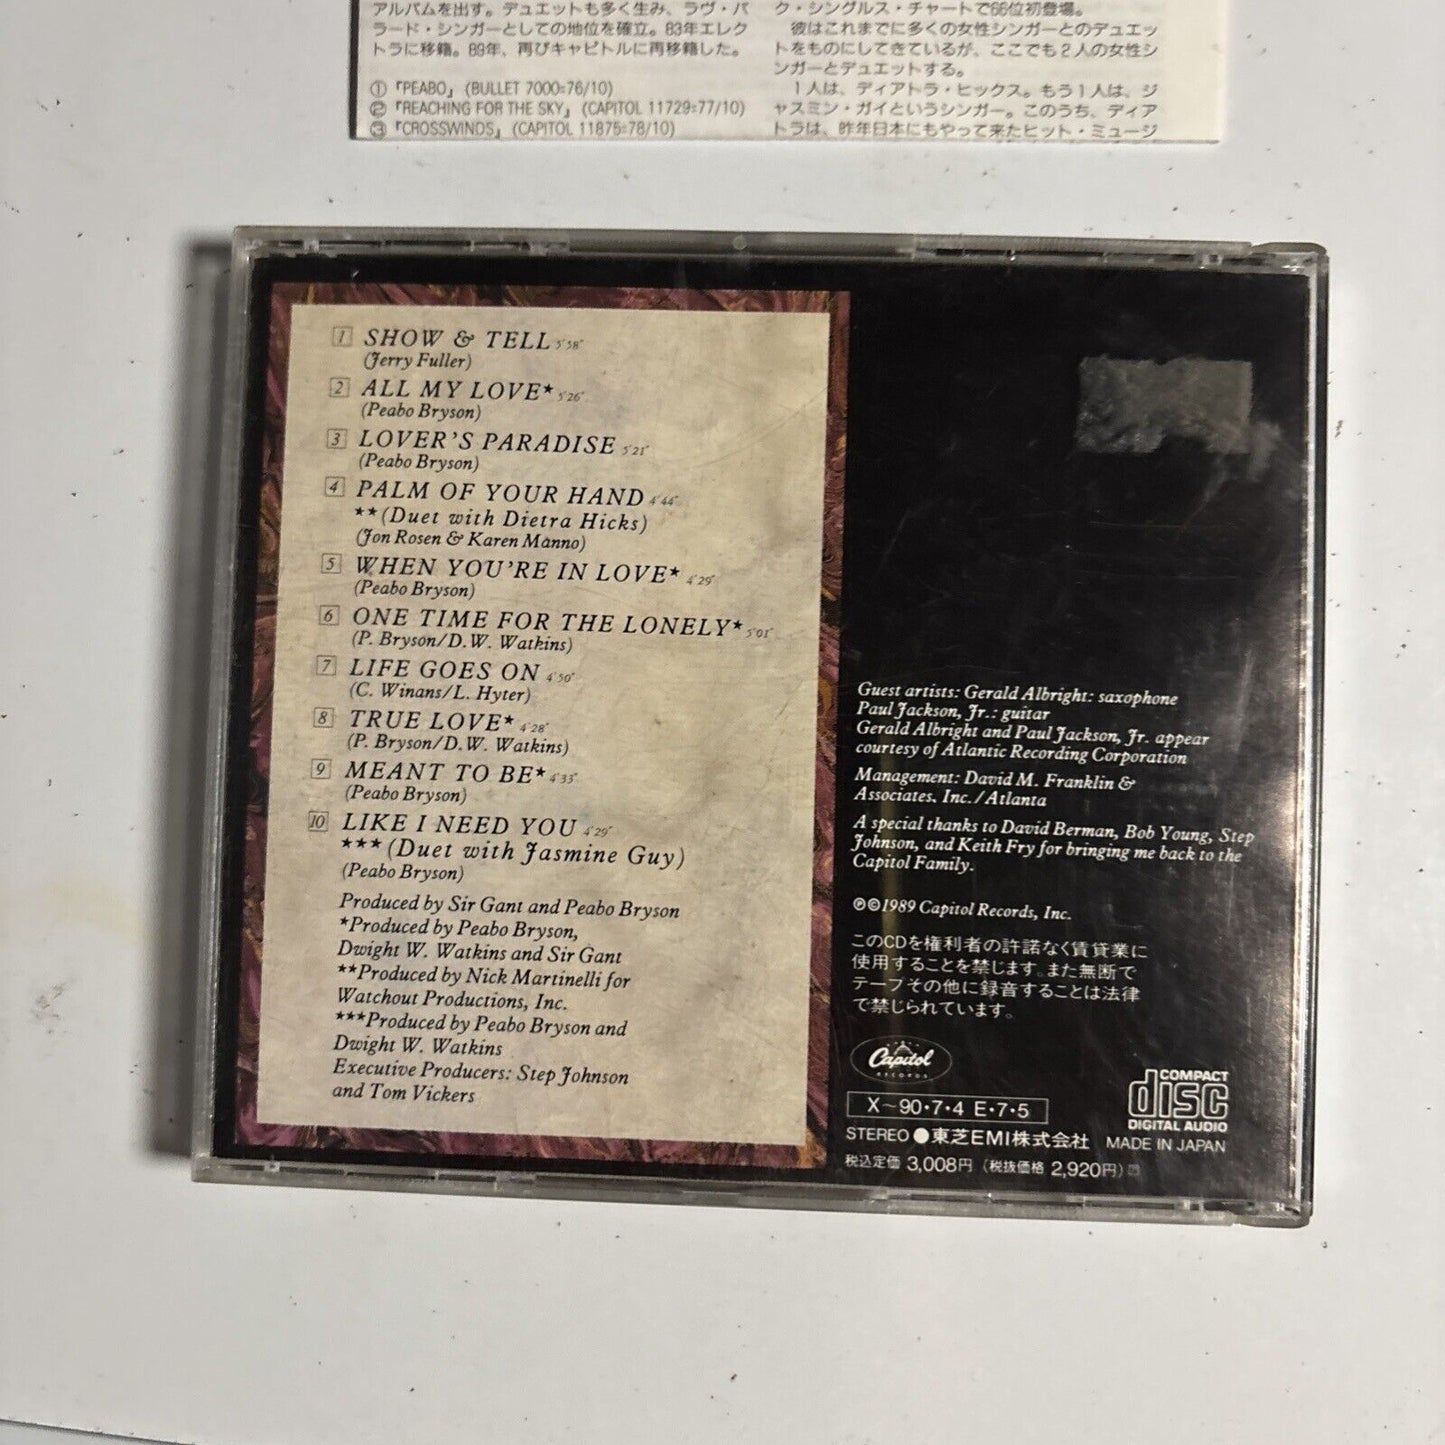 アルバムを出す。デュエットも多く生み、ラヴ・バ
ラード・シンガーとしての地位を確立。83年エレク
トラに移籍。89年、再びキャピトルに再移籍した。
① 『PEABO』 (BULLET 7000=76/10)
② 『REACHING FOR THE SKY』 (CAPITOL 11729=77/10)
③ 『CROSSWINDS』 (CAPITOL 11875=78/10)
ク・シングルス・チャートで66位初登場。
彼はこれまでに多くの女性シンガーとのデュエッ
トをものにしてきているが、ここでも2人の女性シ
ンガーとデュエットする。
1人は、ディアトラ・ヒックス。もう1人は、ジ
ャスミン・ガイというシンガー。このうち、ディア
トラは、昨年日本にもやって来たヒット・ミュージ
1 SHOW & TELL 5'58"
(Jerry Fuller)
2 ALL MY LOVE* 5'26"
(Peabo Bryson)
3 LOVER'S PARADISE 5'21"
(Peabo Bryson)
4 PALM OF YOUR HAND 4'44"
**(Duet with Dietra Hicks)
(Jon Rosen & Karen Manno)
5 WHEN YOU'RE IN LOVE* 4'29"
(Peabo Bryson)
6 ONE TIME FOR THE LONELY* 5'01"
(P. Bryson/D.W. Watkins)
7 LIFE GOES ON 4'50"
(C. Winans/L. Hyter)
8 TRUE LOVE* 4'28"
(P. Bryson/D.W. Watkins)
9 MEANT TO BE* 4'33"
(Peabo Bryson)
10 LIKE I NEED YOU 4'29"
***(Duet with Jasmine Guy)
(Peabo Bryson)
Produced by Sir Gant and Peabo Bryson
*Produced by Peabo Bryson,
Dwight W. Watkins and Sir Gant
**Produced by Nick Martinelli for
Watchout Productions, Inc.
***Produced by Peabo Bryson and
Dwight W. Watkins
Executive Producers: Step Johnson
and Tom Vickers
Guest artists: Gerald Albright: saxophone
Paul Jackson, Jr.: guitar
Gerald Albright and Paul Jackson, Jr. appear
courtesy of Atlantic Recording Corporation
Management: David M. Franklin &
Associates, Inc./Atlanta
A special thanks to David Berman, Bob Young, Step
Johnson, and Keith Fry for bringing me back to the
Capitol Family.
℗©1989 Capitol Records, Inc.
このCDを権利者の許諾なく賃貸業に
使用することを禁じます。また無断で
テープその他に録音することは法律
で禁じられています。
Capitol
RECORDS
X～90・7・4 E・7・5
STEREO ●東芝EMI株式会社
税込定価 3,008円 (税抜価格 2,920円)
COMPACT
disc
DIGITAL AUDIO
MADE IN JAPAN